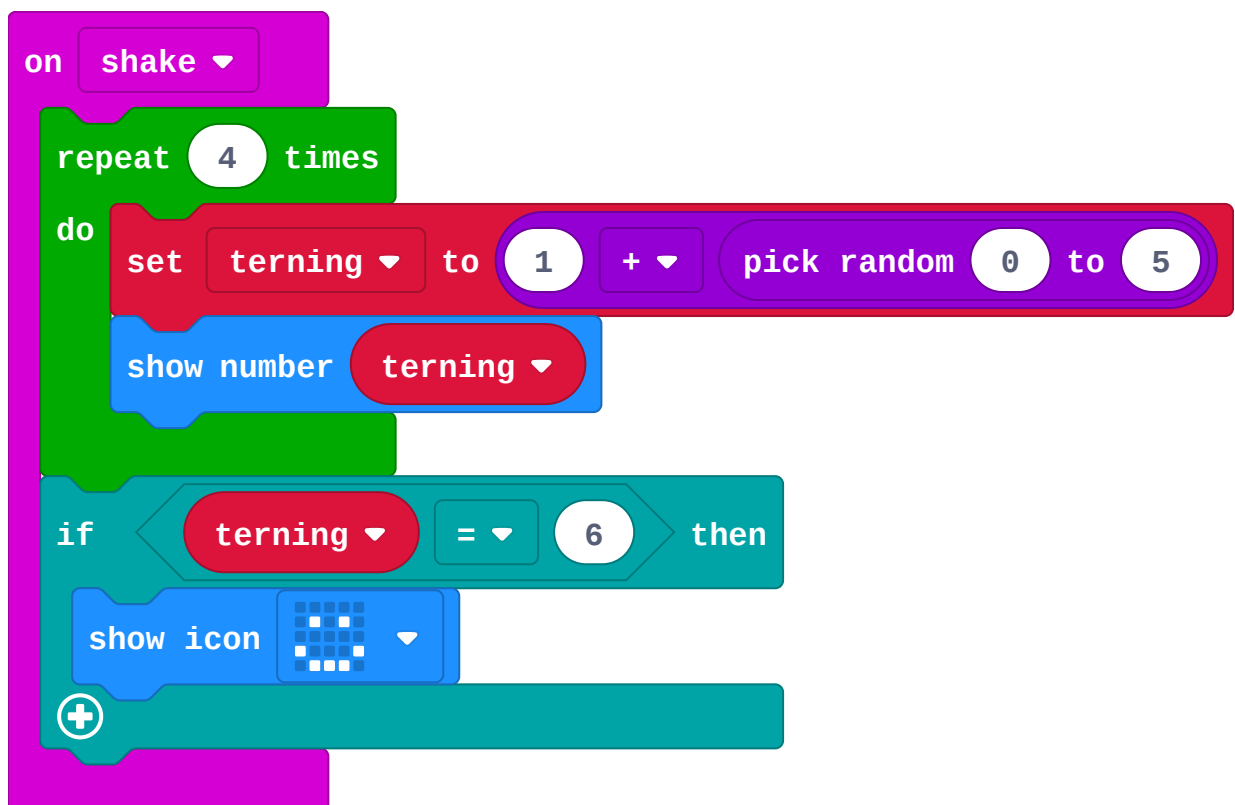 on shake
repeat 4 times
do
set terning to 1 + pick random 0 to 5
show number terning
if terning = 6 then
show icon